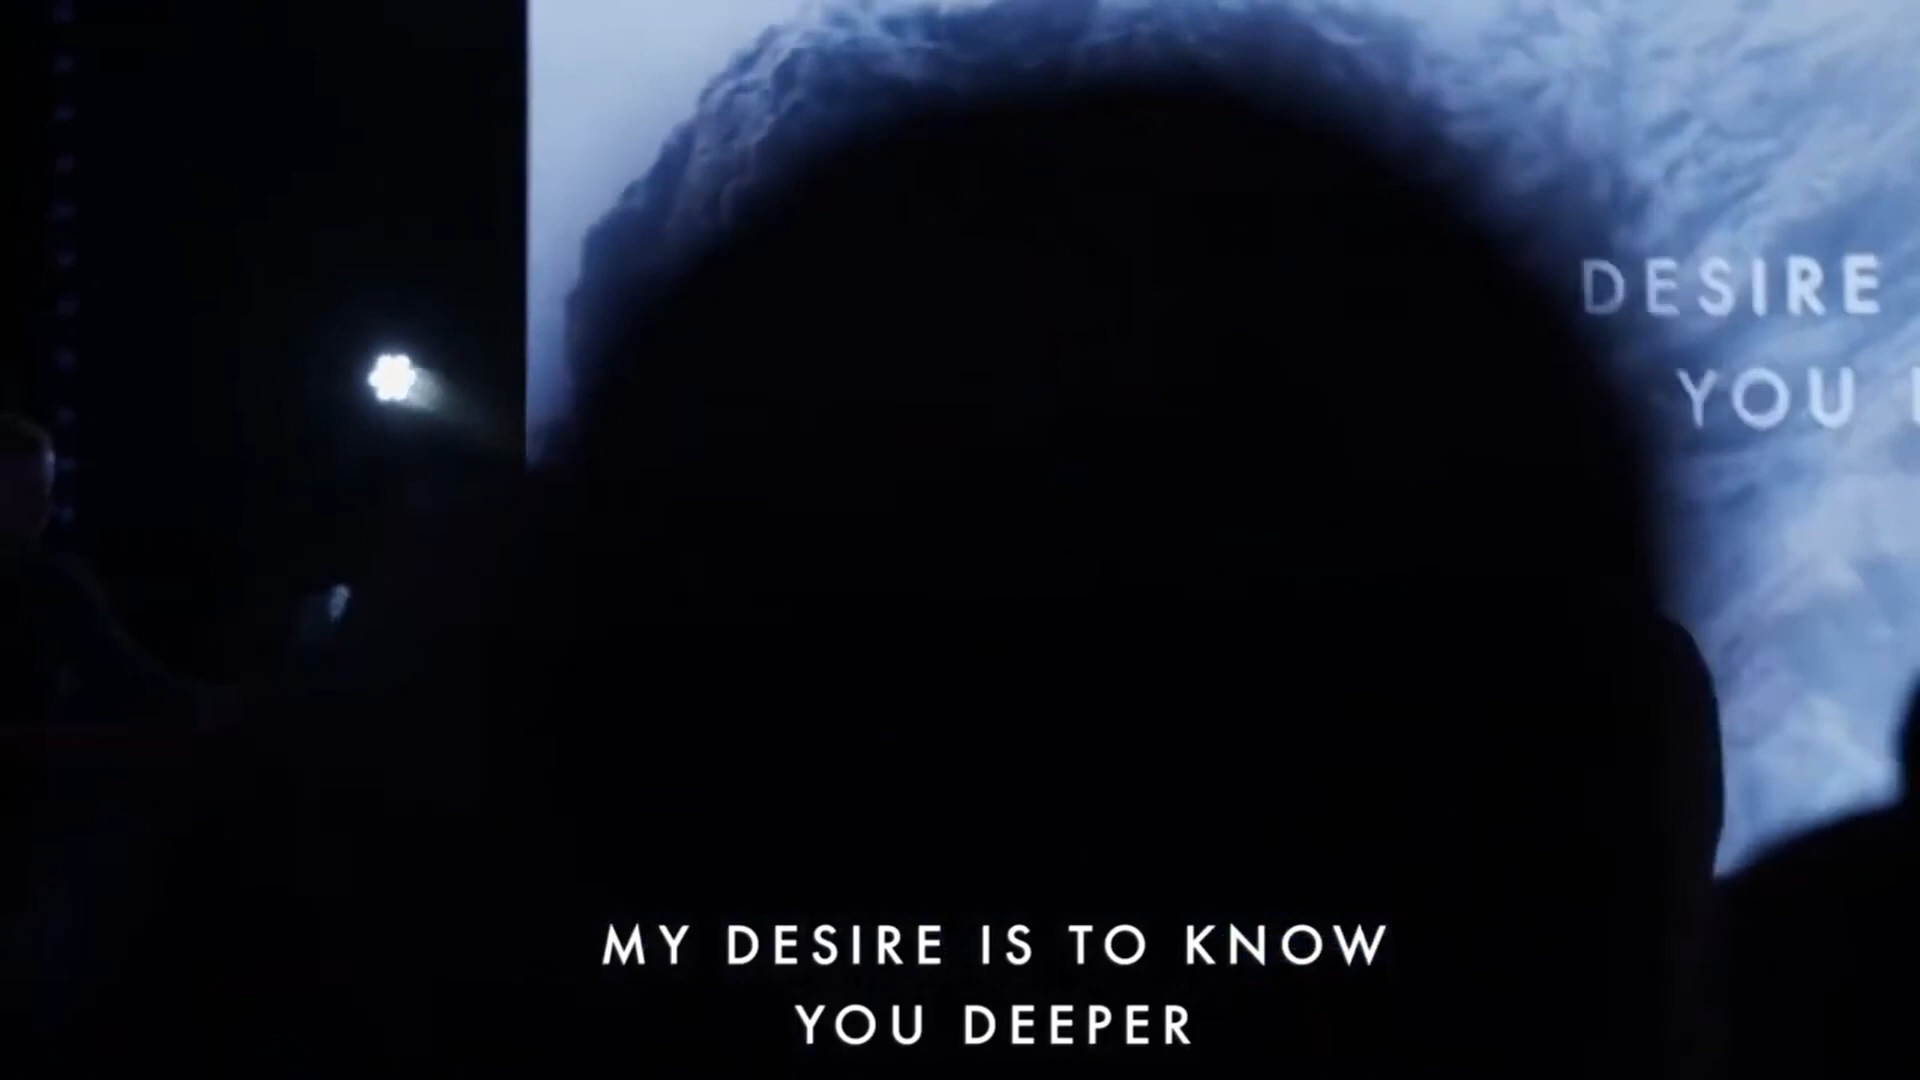 DESIRE
YOU
MY DESIRE IS TO KNOW
YOU DEEPER